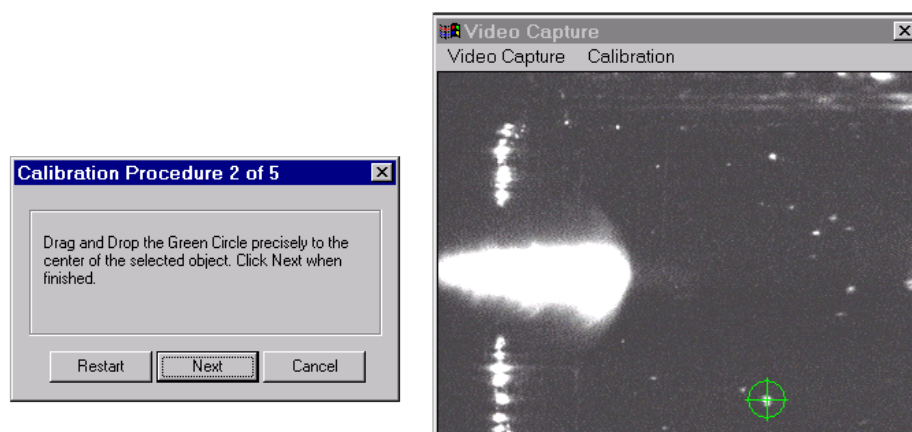 Calibration Procedure 2 of 5
Drag and Drop the Green Circle precisely to the
center of the selected object. Click Next when
finished.
Restart Next Cancel
Video Capture
Video Capture Calibration